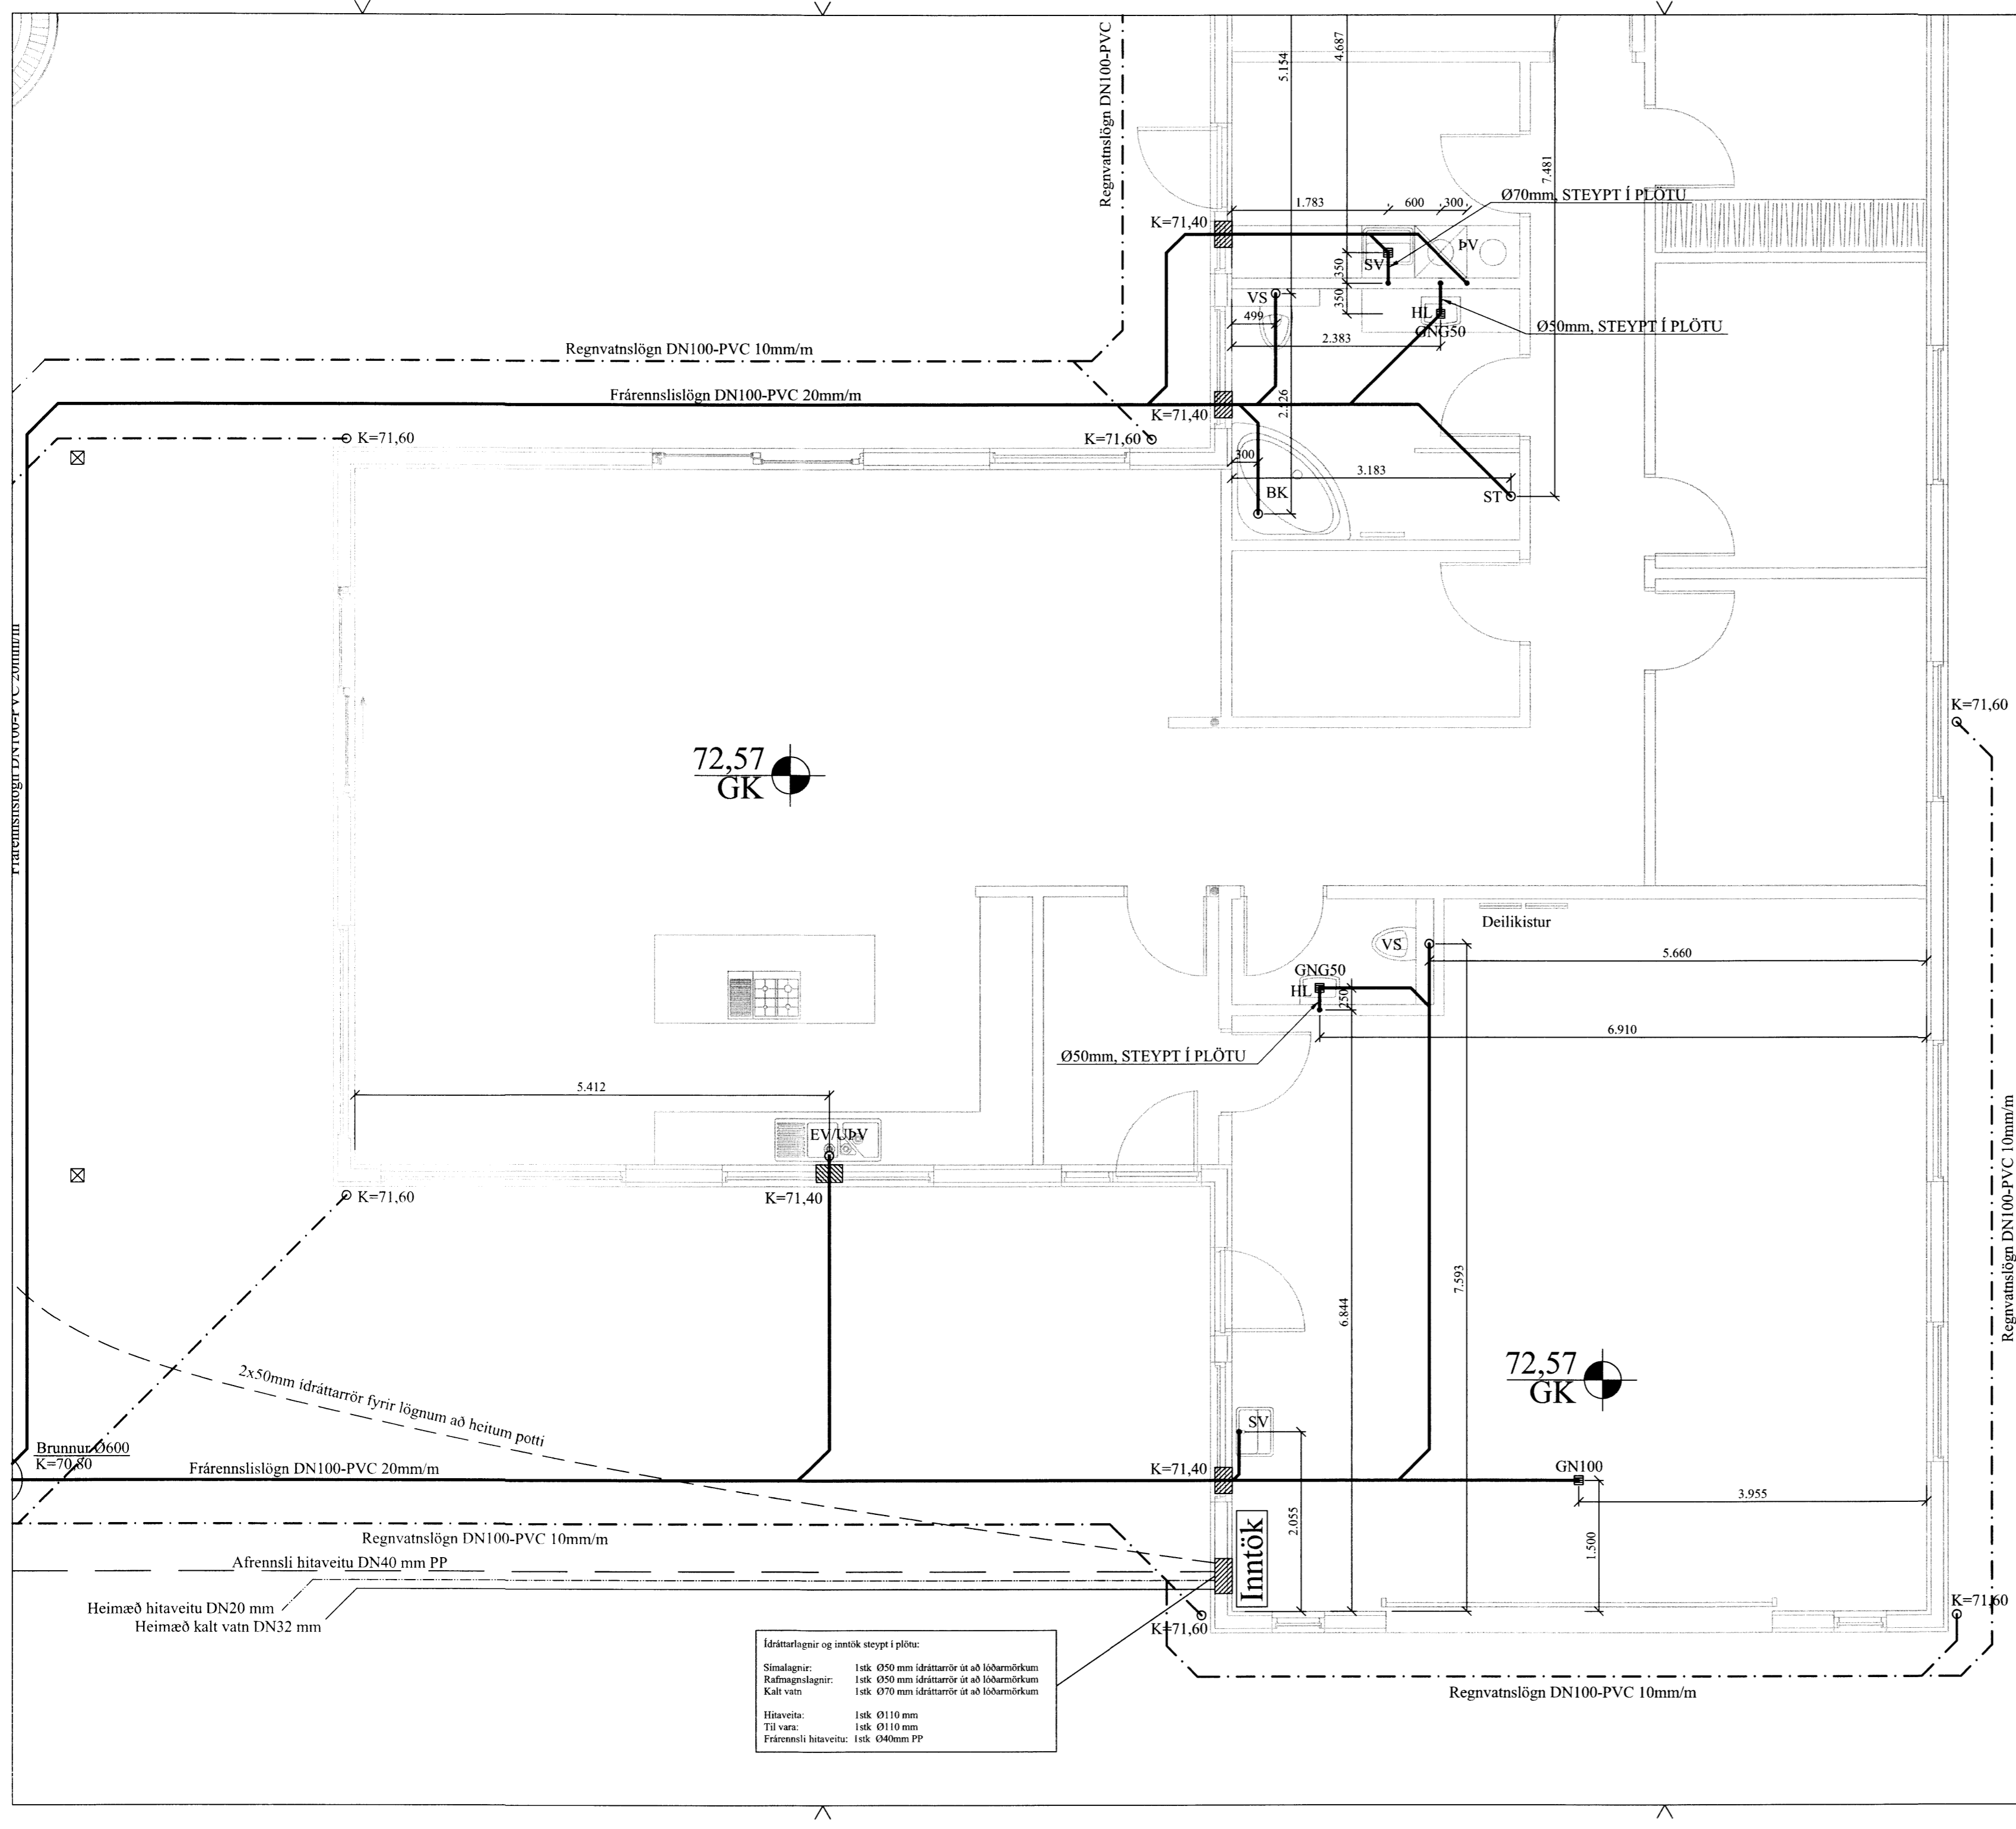 Regnvatnslögn DN100-PVC
5.154
4.687
7.481
Ø70mm, STEYPT Í PLÖTU
1.783
600
300
K=71,40
ÞV
SV
350
350
VS
499
HL
GNG50
Ø50mm, STEYPT Í PLÖTU
2.383
Regnvatnslögn DN100-PVC 10mm/m
Frárennslislögn DN100-PVC 20mm/m
K=71,40
2.226
K=71,60
K=71,60
300
3.183
BK
ST
Frárennslislögn DN100-PVC 20mm/m
K=71,60
72,57
GK
Deilikistur
VS
5.660
GNG50
HL
250
6.910
Ø50mm, STEYPT Í PLÖTU
5.412
EV/UÞV
K=71,40
K=71,60
Regnvatnslögn DN100-PVC 10mm/m
7.593
6.844
72,57
GK
2x50mm ídráttarrör fyrir lögnum að heitum potti
SV
Brunnur Ø600
K=70,80
Frárennslislögn DN100-PVC 20mm/m
K=71,40
GN100
3.955
2.055
1.500
Inntök
Regnvatnslögn DN100-PVC 10mm/m
Afrennsli hitaveitu DN40 mm PP
Heimæð hitaveitu DN20 mm
Heimæð kalt vatn DN32 mm
K=71,60
K=71,60
Ídráttarlagnir og inntök steypt í plötu:
Símalagnir: 1stk Ø50 mm ídráttarrör út að lóðarmörkum
Rafmagnslagnir: 1stk Ø50 mm ídráttarrör út að lóðarmörkum
Kalt vatn 1stk Ø70 mm ídráttarrör út að lóðarmörkum
Hitaveita: 1stk Ø110 mm
Til vara: 1stk Ø110 mm
Frárennsli hitaveitu: 1stk Ø40mm PP
Regnvatnslögn DN100-PVC 10mm/m